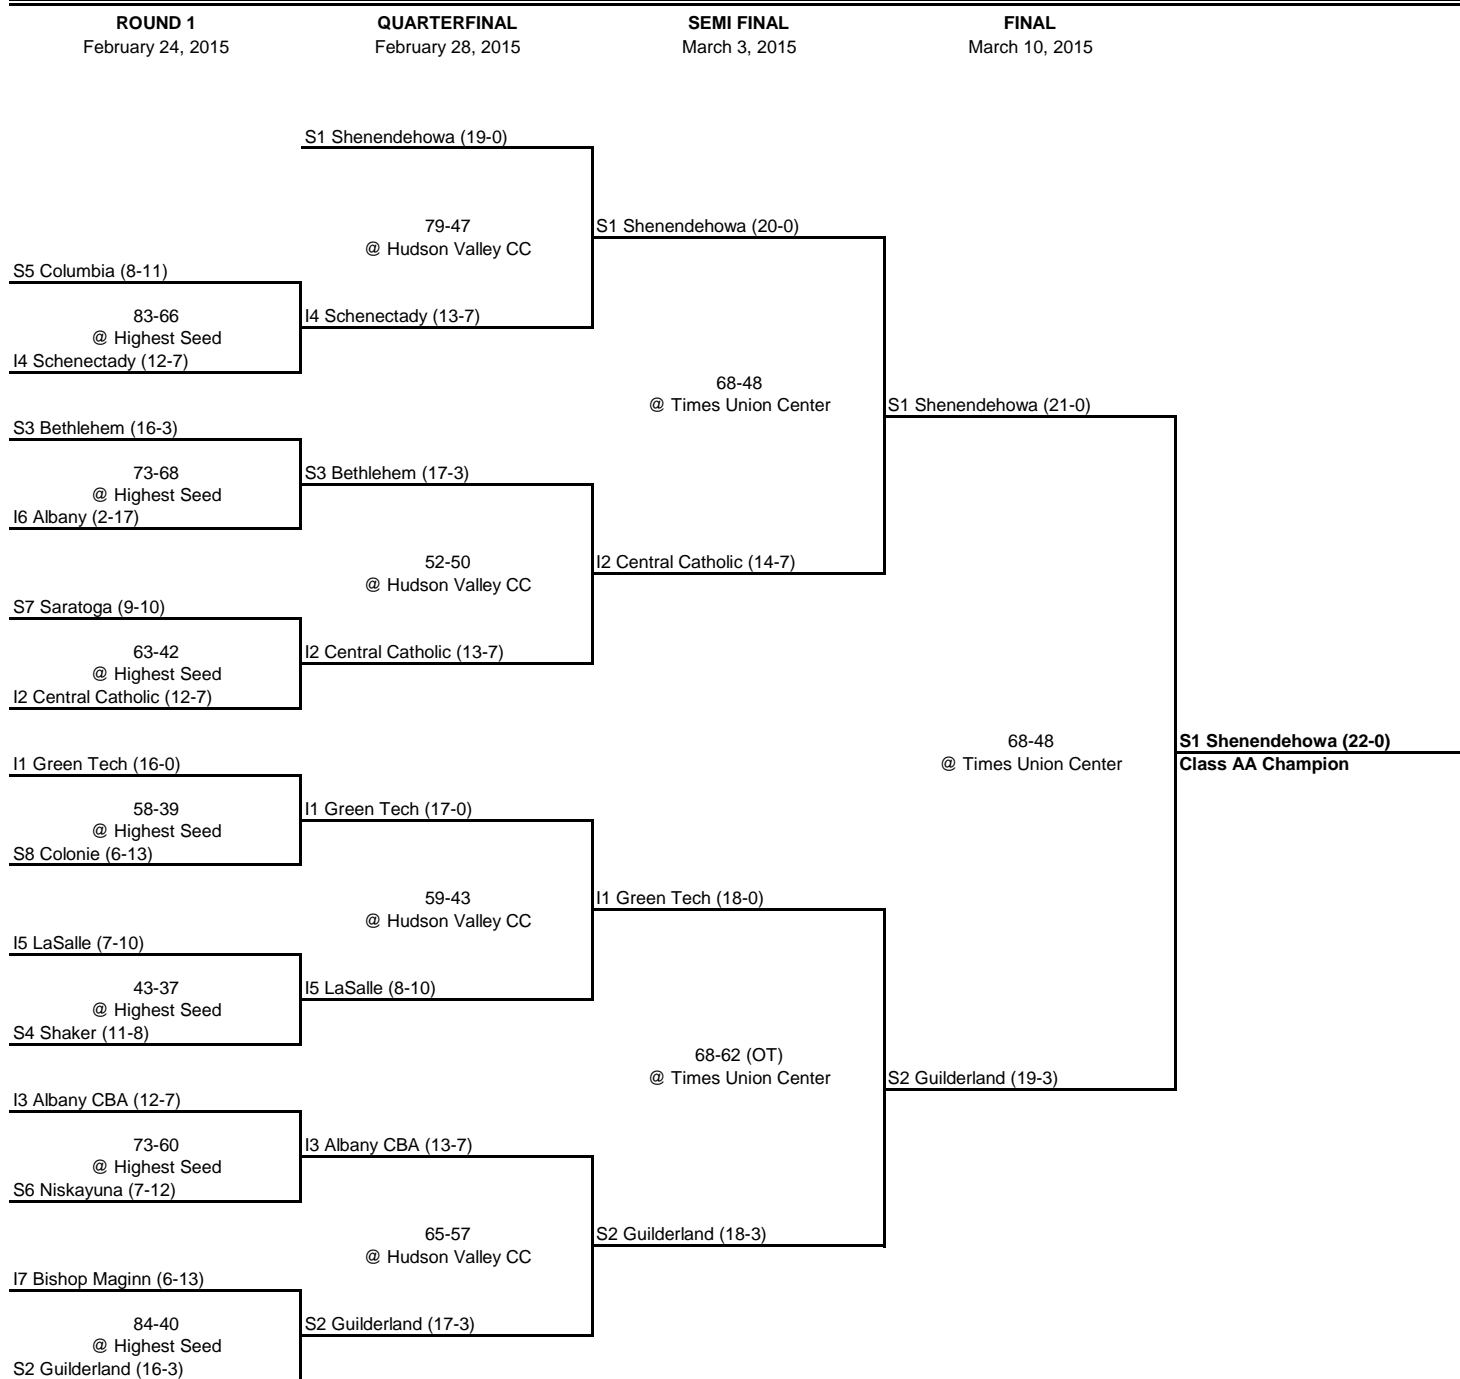 ROUND 1 QUARTERFINAL SEMI FINAL FINAL
February 24, 2015 February 28, 2015 March 3, 2015 March 10, 2015
S1 Shenendehowa (19-0)
79-47 S1 Shenendehowa (20-0)
@ Hudson Valley CC
S5 Columbia (8-11)
83-66 I4 Schenectady (13-7)
@ Highest Seed
I4 Schenectady (12-7)
68-48
@ Times Union Center S1 Shenendehowa (21-0)
S3 Bethlehem (16-3)
73-68 S3 Bethlehem (17-3)
@ Highest Seed
I6 Albany (2-17)
52-50 I2 Central Catholic (14-7)
@ Hudson Valley CC
S7 Saratoga (9-10)
63-42 I2 Central Catholic (13-7)
@ Highest Seed
I2 Central Catholic (12-7)
68-48 S1 Shenendehowa (22-0)
I1 Green Tech (16-0) @ Times Union Center Class AA Champion
58-39 I1 Green Tech (17-0)
@ Highest Seed
S8 Colonie (6-13)
59-43 I1 Green Tech (18-0)
@ Hudson Valley CC
I5 LaSalle (7-10)
43-37 I5 LaSalle (8-10)
@ Highest Seed
S4 Shaker (11-8)
68-62 (OT)
@ Times Union Center S2 Guilderland (19-3)
I3 Albany CBA (12-7)
73-60 I3 Albany CBA (13-7)
@ Highest Seed
S6 Niskayuna (7-12)
65-57 S2 Guilderland (18-3)
@ Hudson Valley CC
I7 Bishop Maginn (6-13)
84-40 S2 Guilderland (17-3)
@ Highest Seed
S2 Guilderland (16-3)